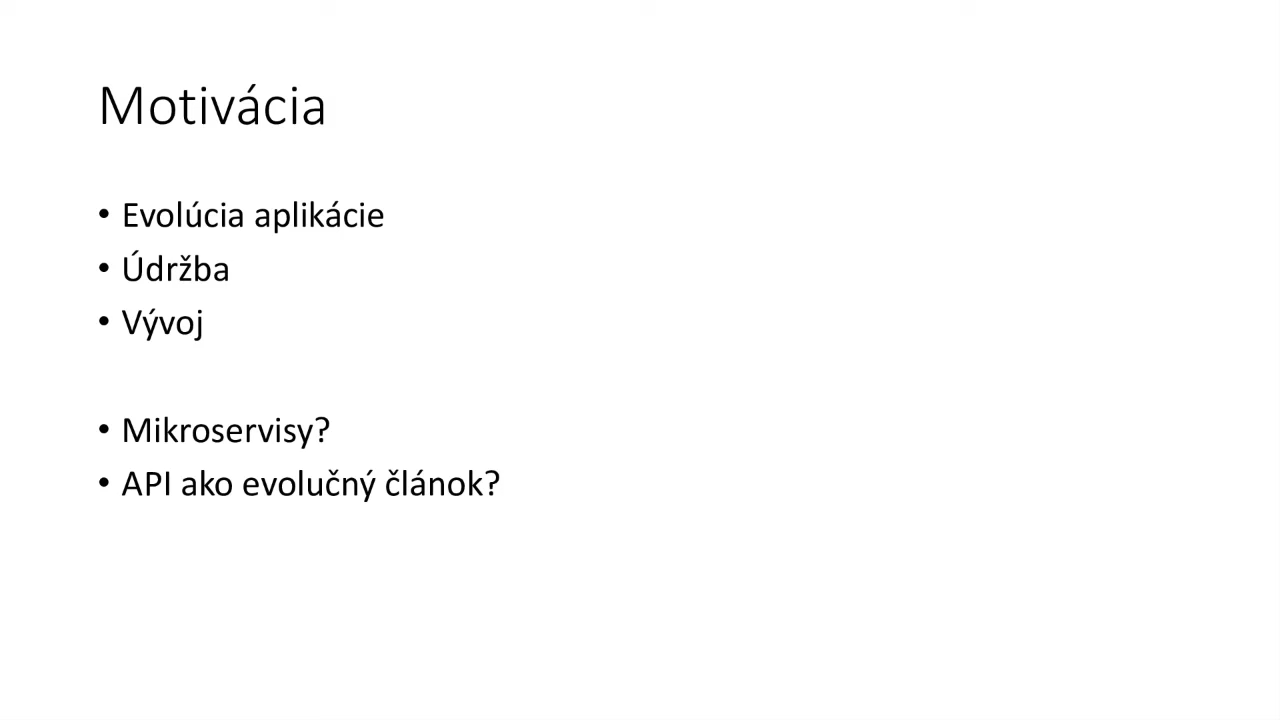 Motivácia
• Evolúcia aplikácie
• Údržba
• Vývoj
• Mikroservisy?
• API ako evolučný článok?